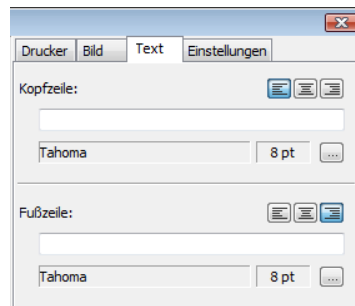 Drucker Bild Text Einstellungen
Kopfzeile:
Tahoma 8 pt ...
Fußzeile:
Tahoma 8 pt ...